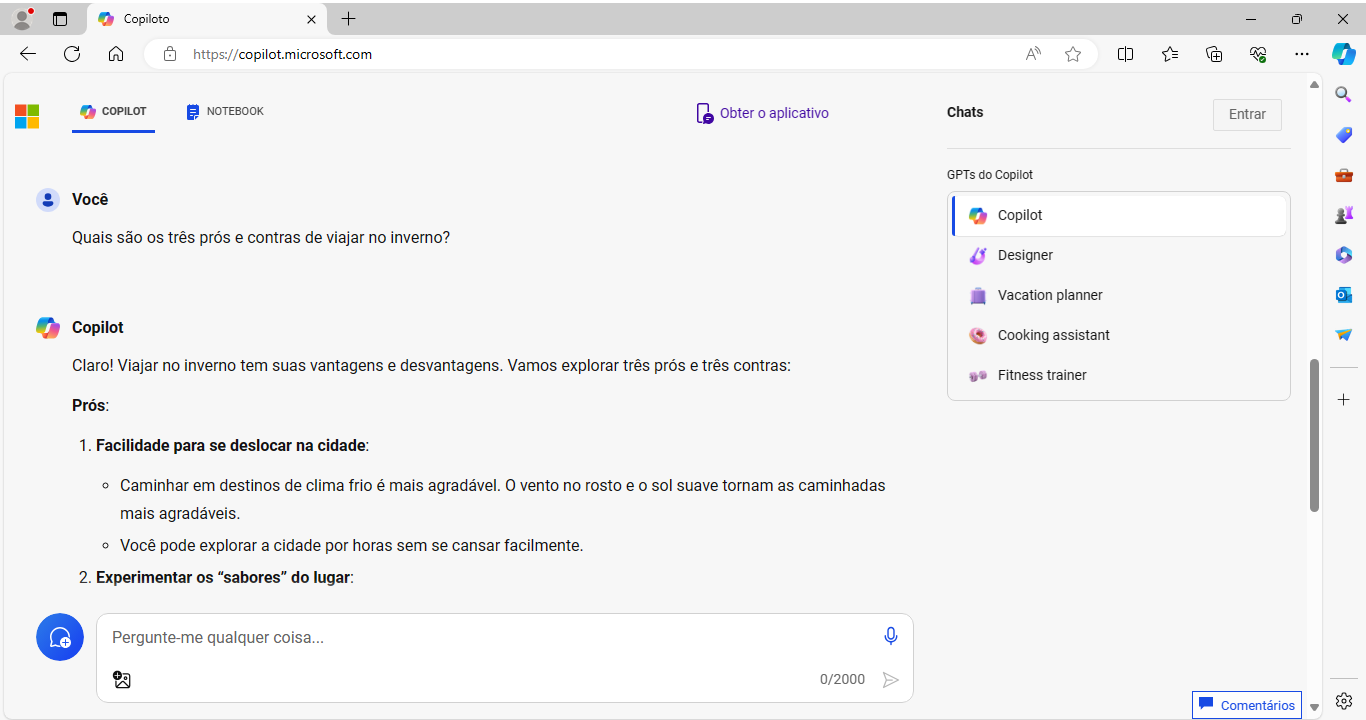 Copiloto
https://copilot.microsoft.com
COPILOT
NOTEBOOK
Obter o aplicativo
Você
Quais são os três prós e contras de viajar no inverno?
Copilot
Claro! Viajar no inverno tem suas vantagens e desvantagens. Vamos explorar três prós e três contras:
Prós:
1. Facilidade para se deslocar na cidade:
Caminhar em destinos de clima frio é mais agradável. O vento no rosto e o sol suave tornam as caminhadas
mais agradáveis.
Você pode explorar a cidade por horas sem se cansar facilmente.
2. Experimentar os “sabores” do lugar:
Pergunte-me qualquer coisa...
0/2000
Chats
Entrar
GPTs do Copilot
Copilot
Designer
Vacation planner
Cooking assistant
Fitness trainer
Comentários